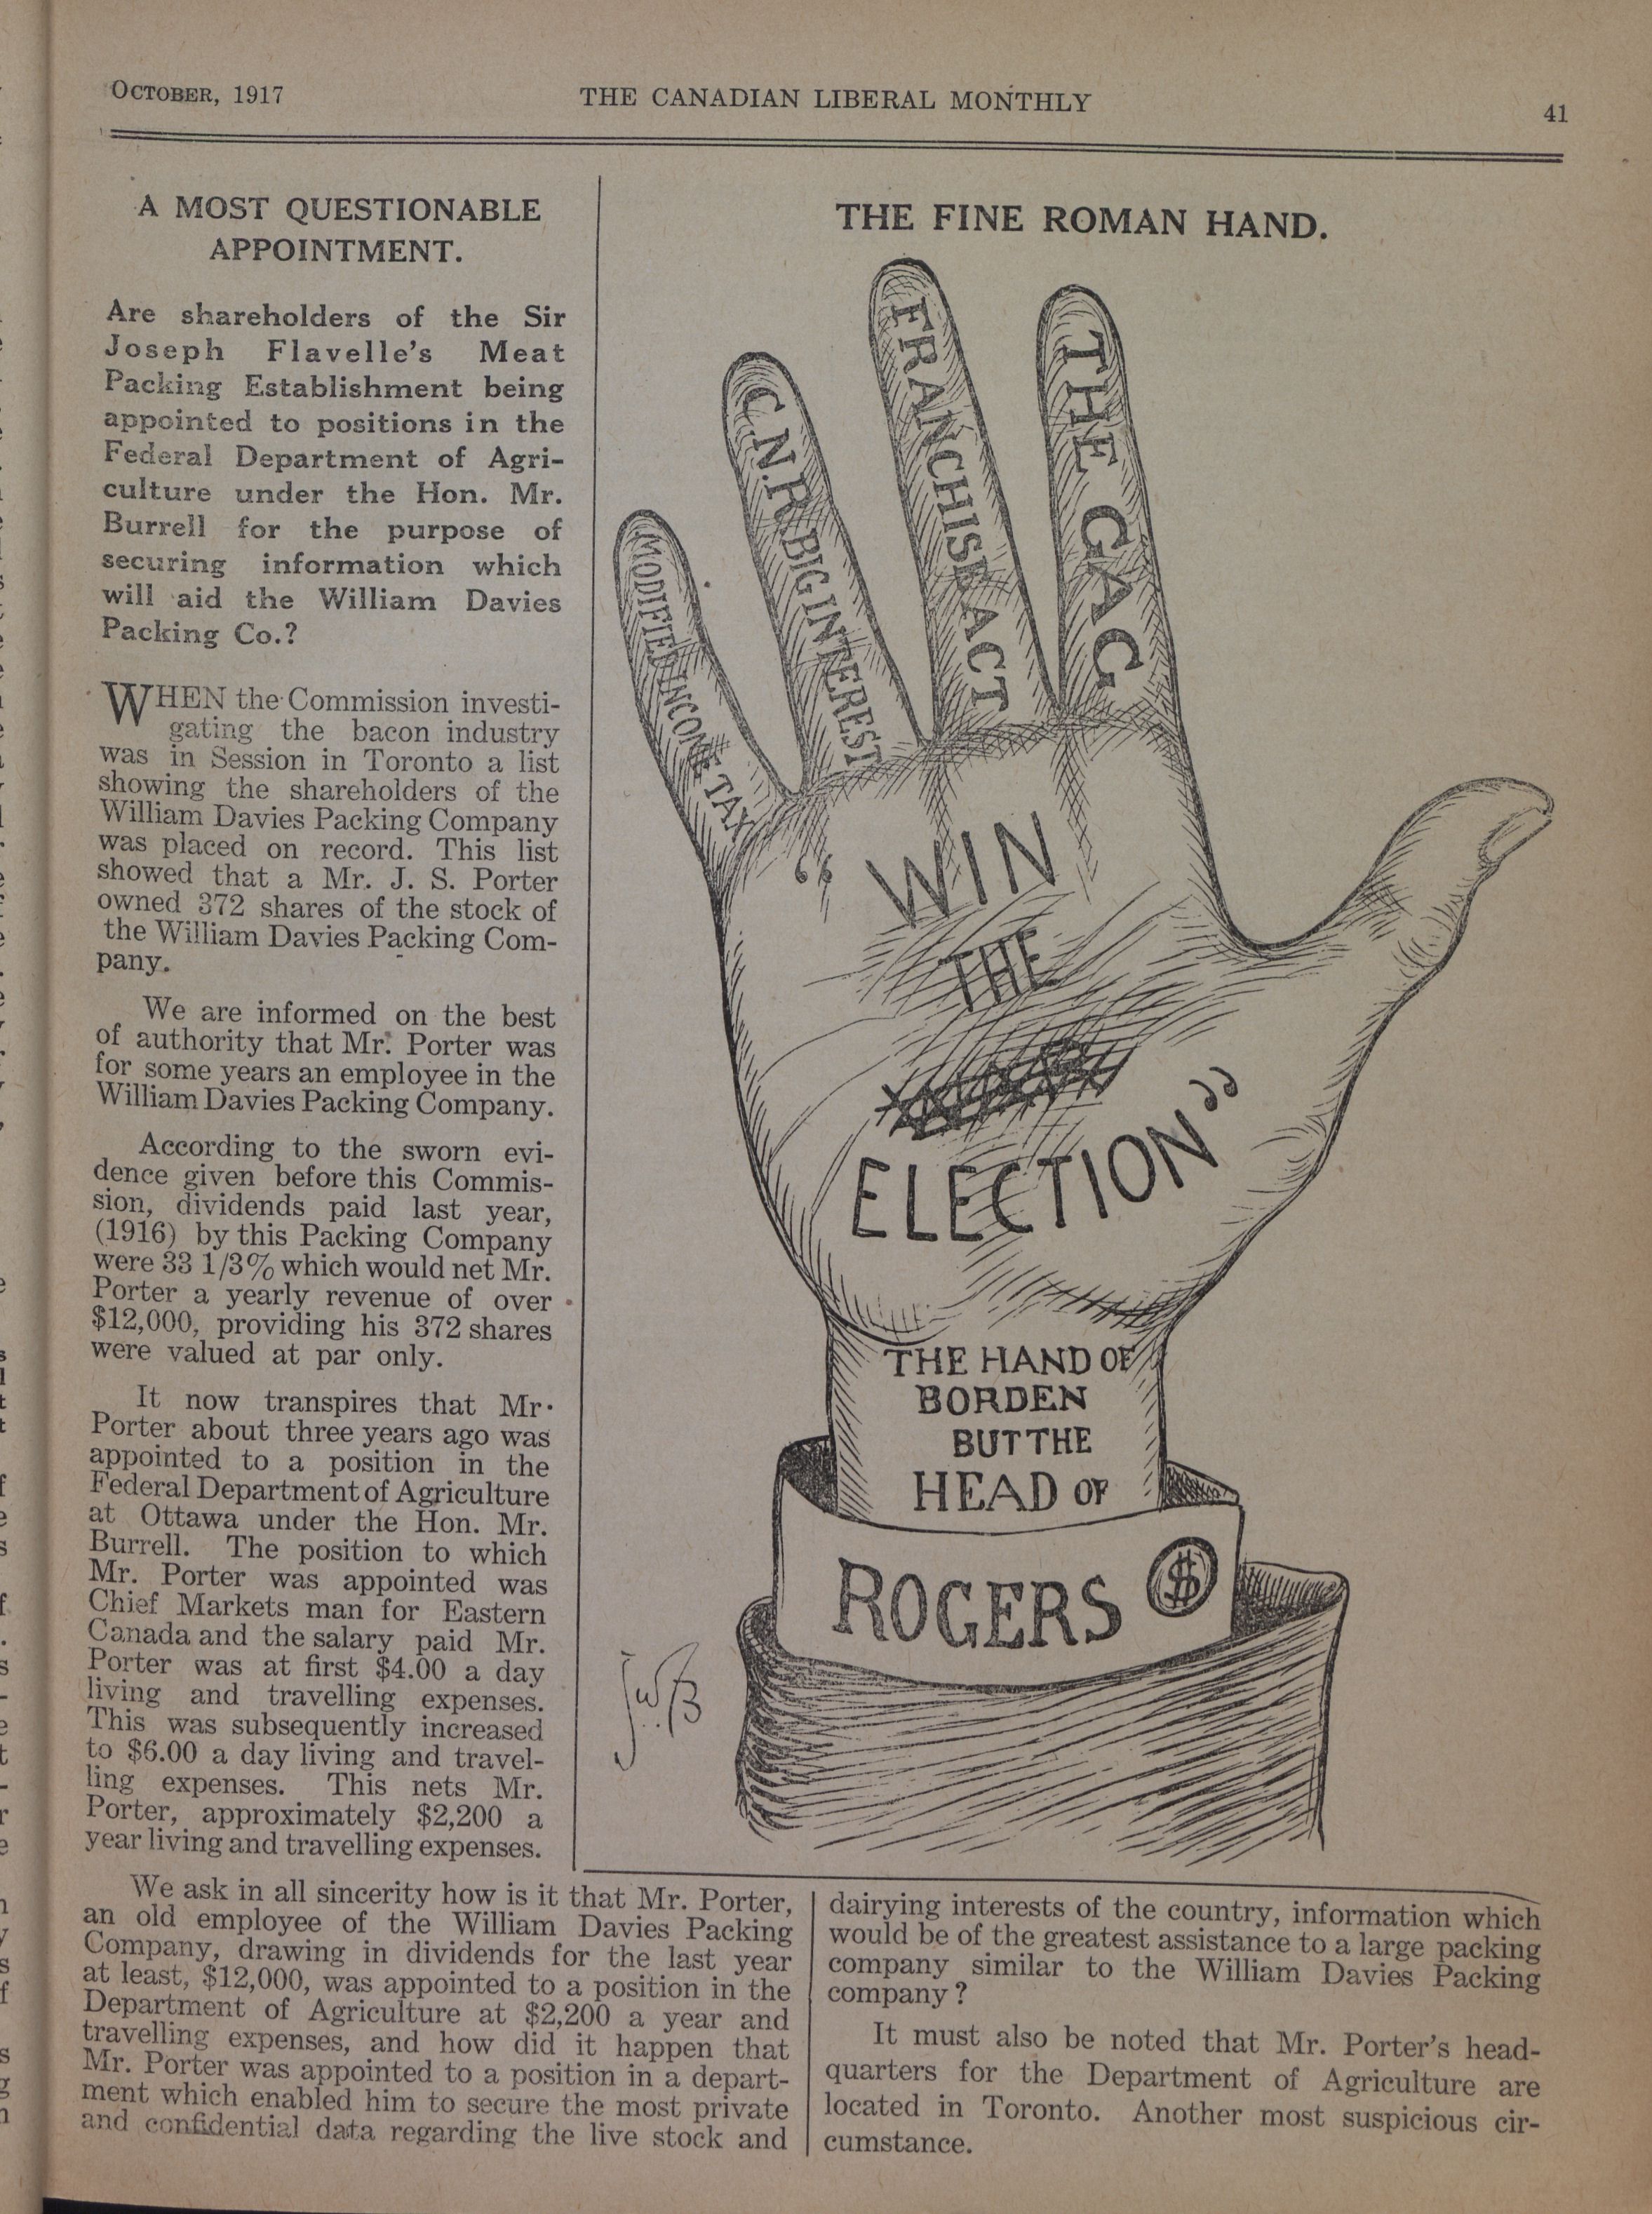 OCTOBER, 1917
THE CANADIAN LIBERAL MONTHLY
41
A MOST QUESTIONABLE
APPOINTMENT.
Are shareholders of the Sir
Joseph Flavelle's Meat
Packing Establishment being
appointed to positions in the
Federal Department of Agri-
culture under the Hon. Mr.
Burrell for the purpose of
securing information which
will aid the William Davies
Packing Co.?
WHEN the Commission investi-
gating the bacon industry
was in Session in Toronto a list
showing the shareholders of the
William Davies Packing Company
was placed on record. This list
showed that a Mr. J. S. Porter
owned 372 shares of the stock of
the William Davies Packing Com-
pany.
We are informed on the best
of authority that Mr. Porter was
for some years an employee in the
William Davies Packing Company.
According to the sworn evi-
dence given before this Commis-
sion, dividends paid last year,
(1916) by this Packing Company
were 33 1/3% which would net Mr.
Porter a yearly revenue of over
$12,000, providing his 372 shares
were valued at par only.
It now transpires that Mr.
Porter about three years ago was
appointed to a position in the
Federal Department of Agriculture
at Ottawa under the Hon. Mr.
Burrell. The position to which
Mr. Porter was appointed was
Chief Markets man for Eastern
Canada and the salary paid Mr.
Porter was at first $4.00 a day
living and travelling expenses.
This was subsequently increased
to $6.00 a day living and travel-
ling expenses. This nets Mr.
Porter, approximately $2,200 a
year living and travelling expenses.
THE FINE ROMAN HAND.
MODIFIED INCOME TAX
C.N.R BIG INTEREST
FRANCHISE ACT
THE GAG
"WIN
THE
ELECTION"
THE HAND OF
BORDEN
BUT THE
HEAD OF
ROGERS $
JWB
We ask in all sincerity how is it that Mr. Porter,
an old employee of the William Davies Packing
Company, drawing in dividends for the last year
at least, $12,000, was appointed to a position in the
Department of Agriculture at $2,200 a year and
travelling expenses, and how did it happen that
Mr. Porter was appointed to a position in a depart-
ment which enabled him to secure the most private
and confidential data regarding the live stock and
dairying interests of the country, information which
would be of the greatest assistance to a large packing
company similar to the William Davies Packing
company?
It must also be noted that Mr. Porter's head-
quarters for the Department of Agriculture are
located in Toronto. Another most suspicious cir-
cumstance.